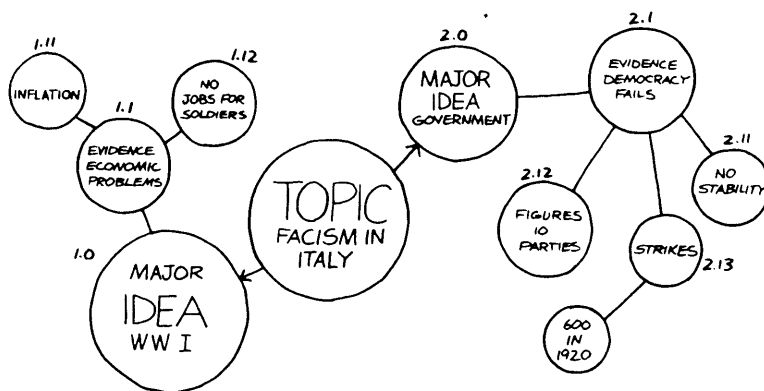 1.11
INFLATION
1.12
NO
JOBS FOR
SOLDIERS
1.1
EVIDENCE
ECONOMIC
PROBLEMS
1.0
MAJOR
IDEA
WW I
TOPIC
FACISM IN
ITALY
2.0
MAJOR
IDEA
GOVERNMENT
2.1
EVIDENCE
DEMOCRACY
FAILS
2.11
NO
STABILITY
2.12
FIGURES
10
PARTIES
STRIKES
2.13
600
IN
1920